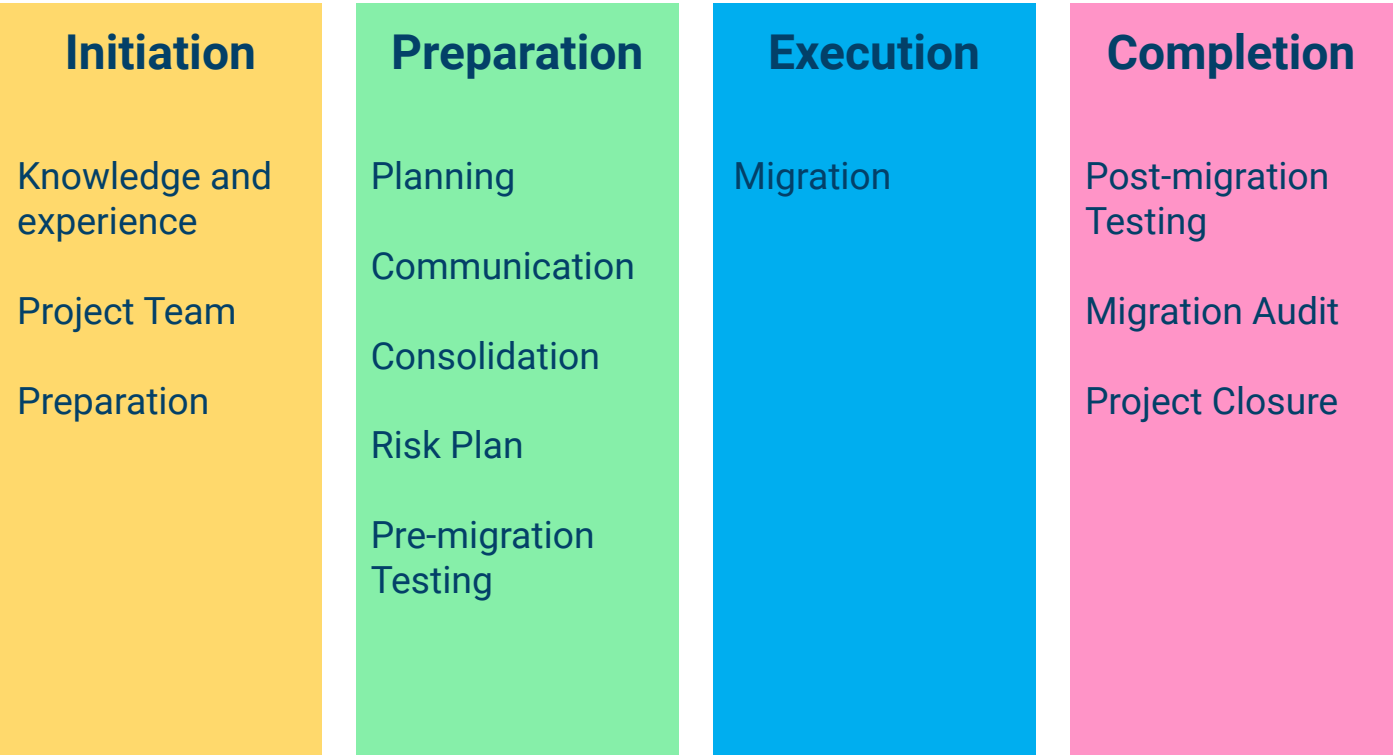 Initiation
Knowledge and
experience
Project Team
Preparation
Preparation
Planning
Communication
Consolidation
Risk Plan
Pre-migration
Testing
Execution
Migration
Completion
Post-migration
Testing
Migration Audit
Project Closure